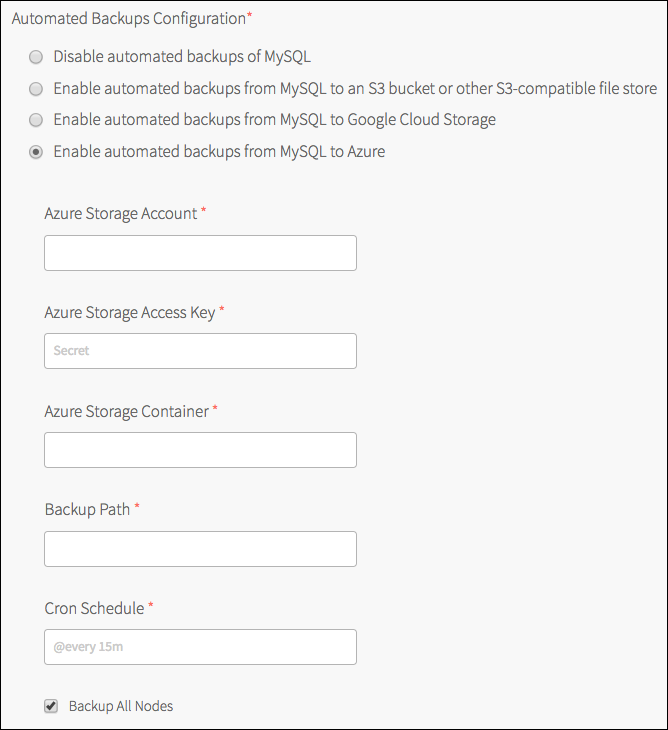 Automated Backups Configuration*
Disable automated backups of MySQL
Enable automated backups from MySQL to an S3 bucket or other S3-compatible file store
Enable automated backups from MySQL to Google Cloud Storage
Enable automated backups from MySQL to Azure
Azure Storage Account *
Azure Storage Access Key *
Secret
Azure Storage Container *
Backup Path *
Cron Schedule *
@every 15m
Backup All Nodes